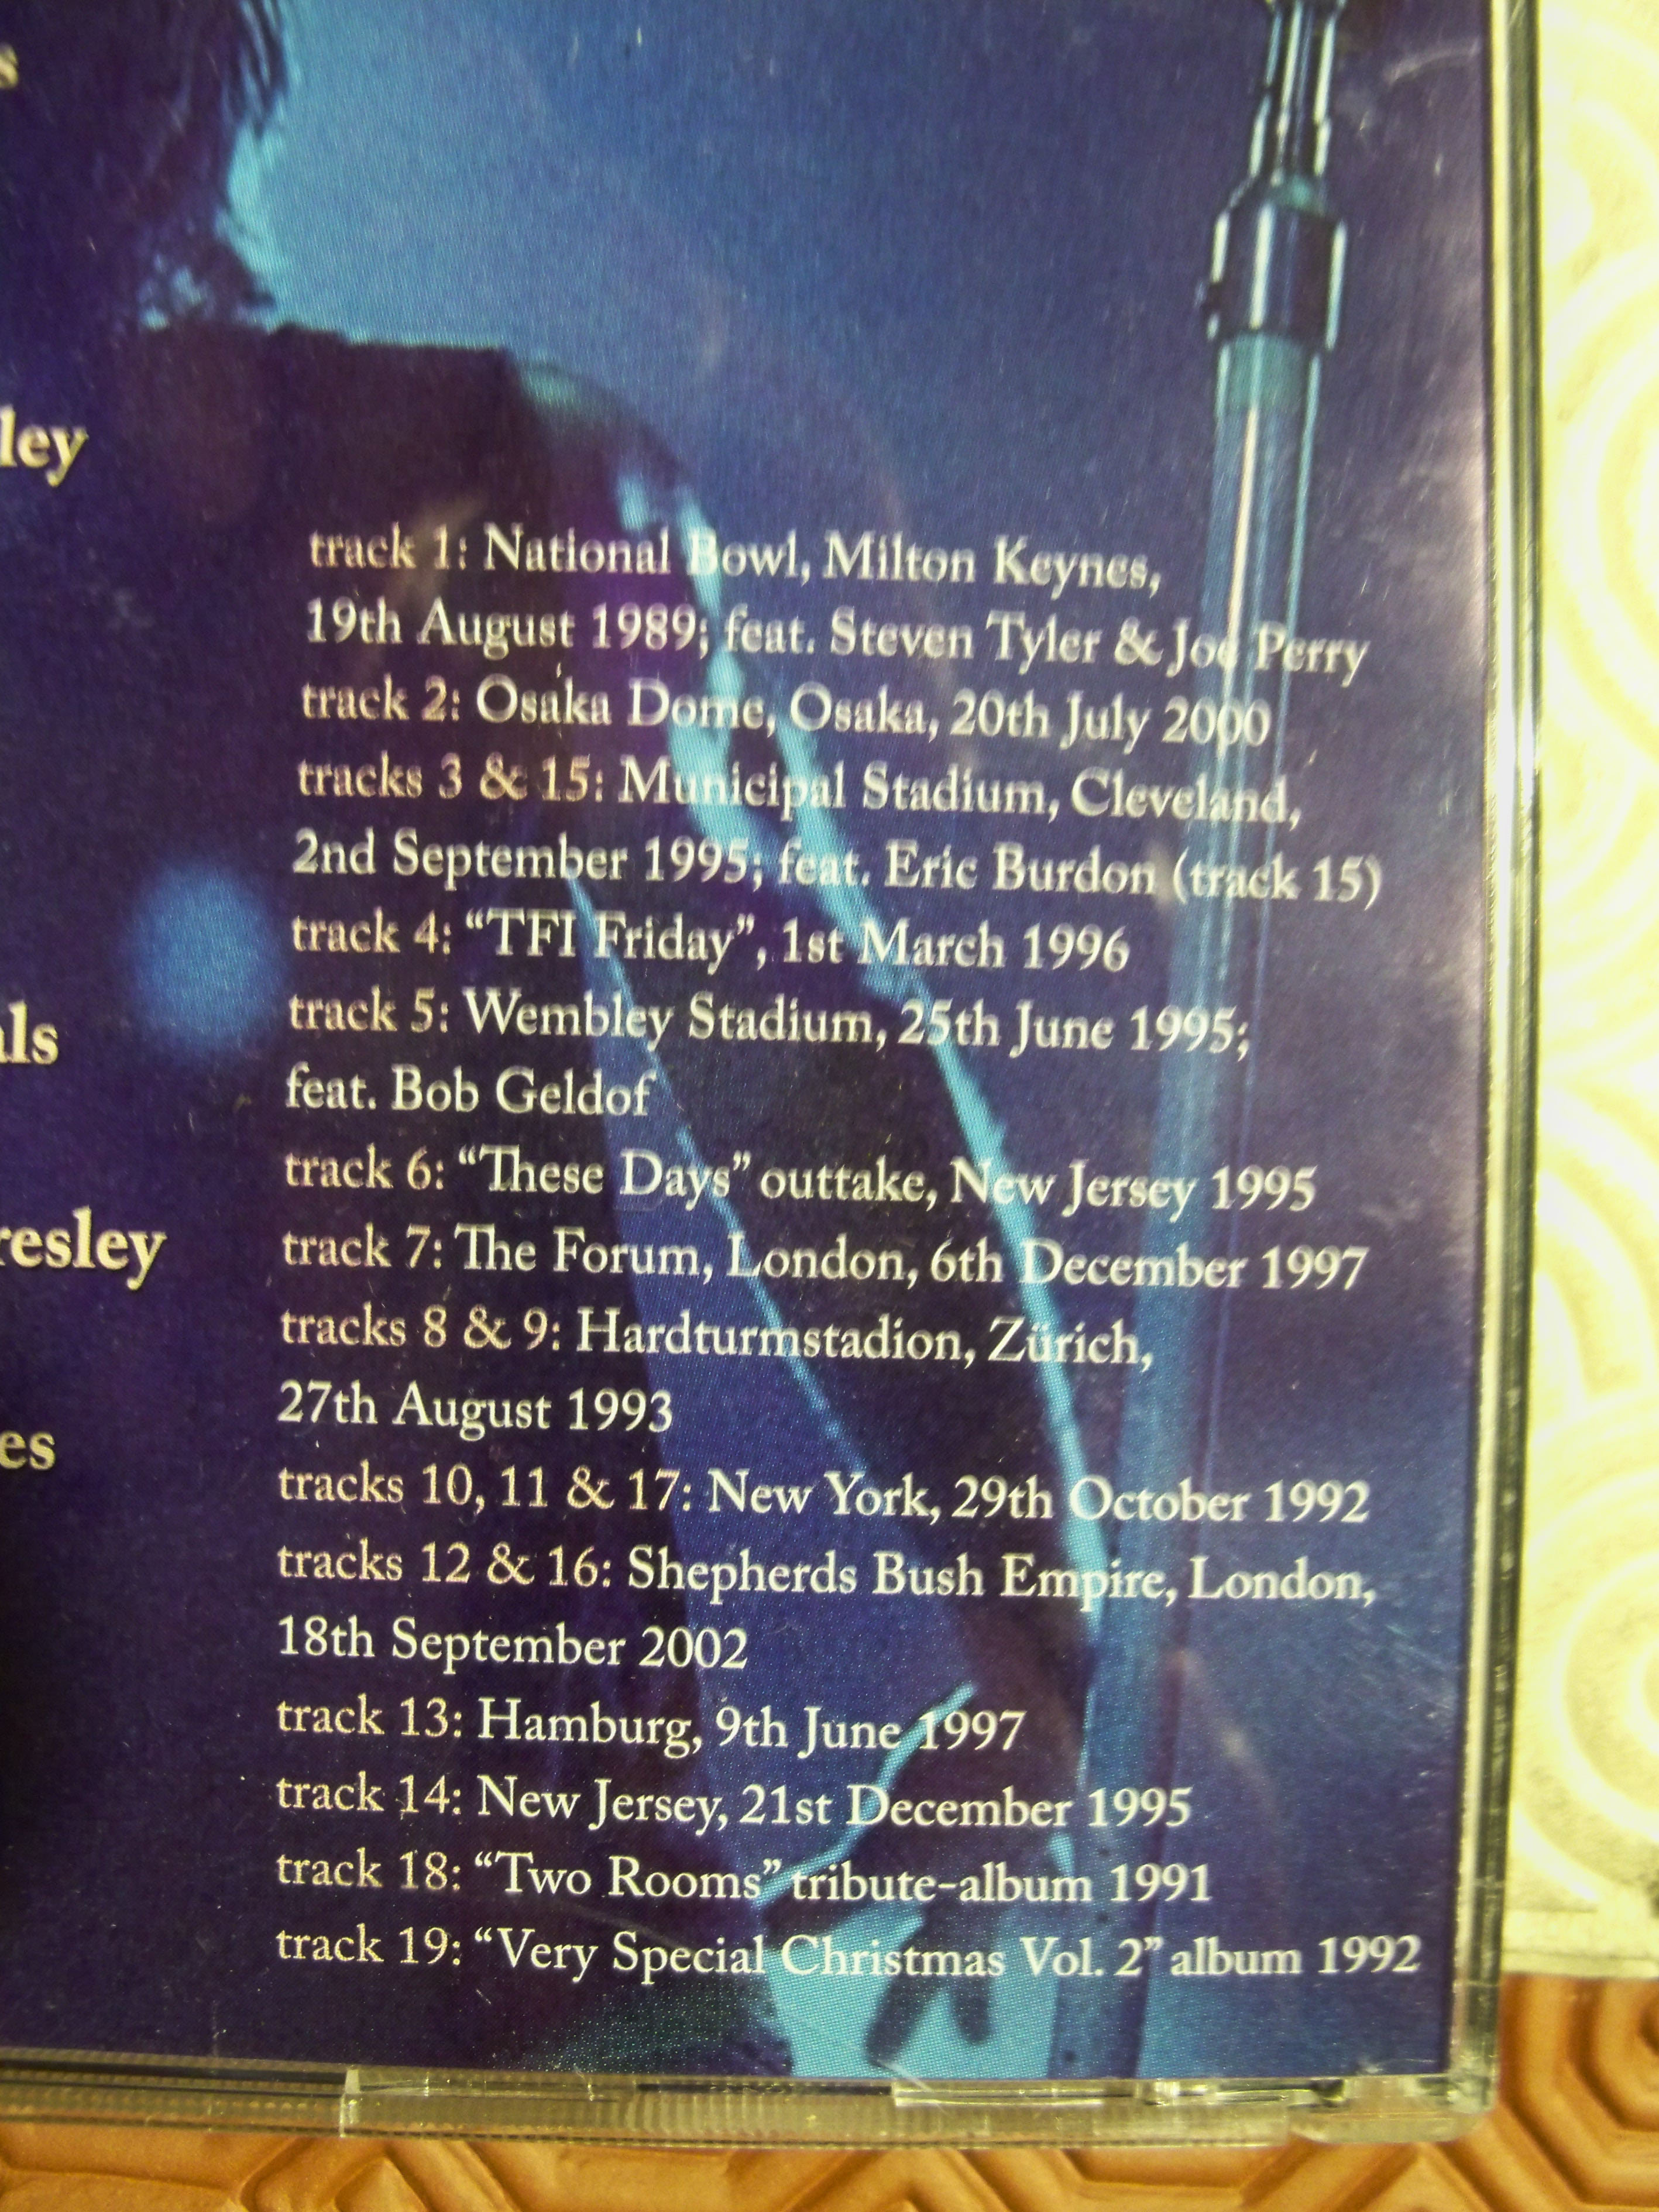 s
ley
track 1: National Bowl, Milton Keynes,
19th August 1989; feat. Steven Tyler & Joe Perry
track 2: Osaka Dome, Osaka, 20th July 2000
tracks 3 & 15: Municipal Stadium, Cleveland,
2nd September 1995; feat. Eric Burdon (track 15)
track 4: “TFI Friday”, 1st March 1996
track 5: Wembley Stadium, 25th June 1995;
als
feat. Bob Geldof
track 6: “These Days” outtake, New Jersey 1995
resley
track 7: The Forum, London, 6th December 1997
tracks 8 & 9: Hardturmstadion, Zürich,
27th August 1993
es
tracks 10, 11 & 17: New York, 29th October 1992
tracks 12 & 16: Shepherds Bush Empire, London,
18th September 2002
track 13: Hamburg, 9th June 1997
track 14: New Jersey, 21st December 1995
track 18: “Two Rooms” tribute-album 1991
track 19: “Very Special Christmas Vol. 2” album 1992